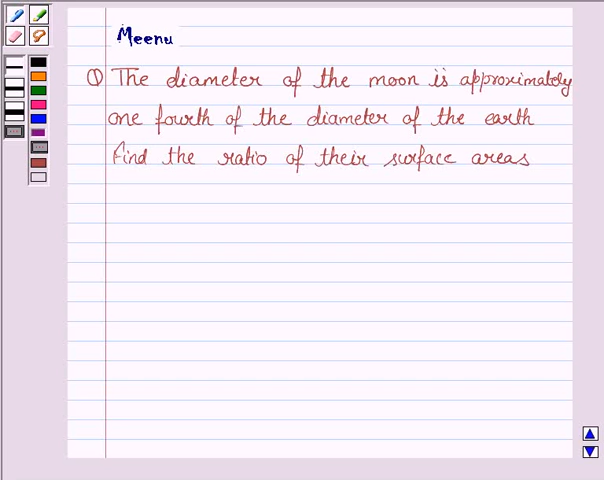 Meenu
① The diameter of the moon is approximately
one fourth of the diameter of the earth
Find the ratio of their surface areas